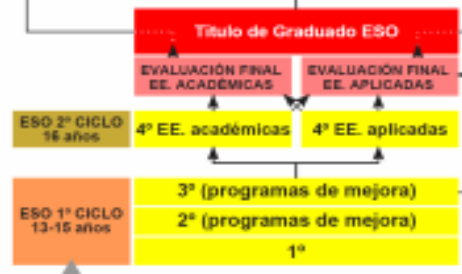 Título de Graduado ESO
EVALUACIÓN FINAL
EE. ACADÉMICAS
EVALUACIÓN FINAL
EE. APLICADAS
ESO 2º CICLO
16 años
4º EE. académicas
4º EE. aplicadas
ESO 1º CICLO
13-15 años
3º (programas de mejora)
2º (programas de mejora)
1º